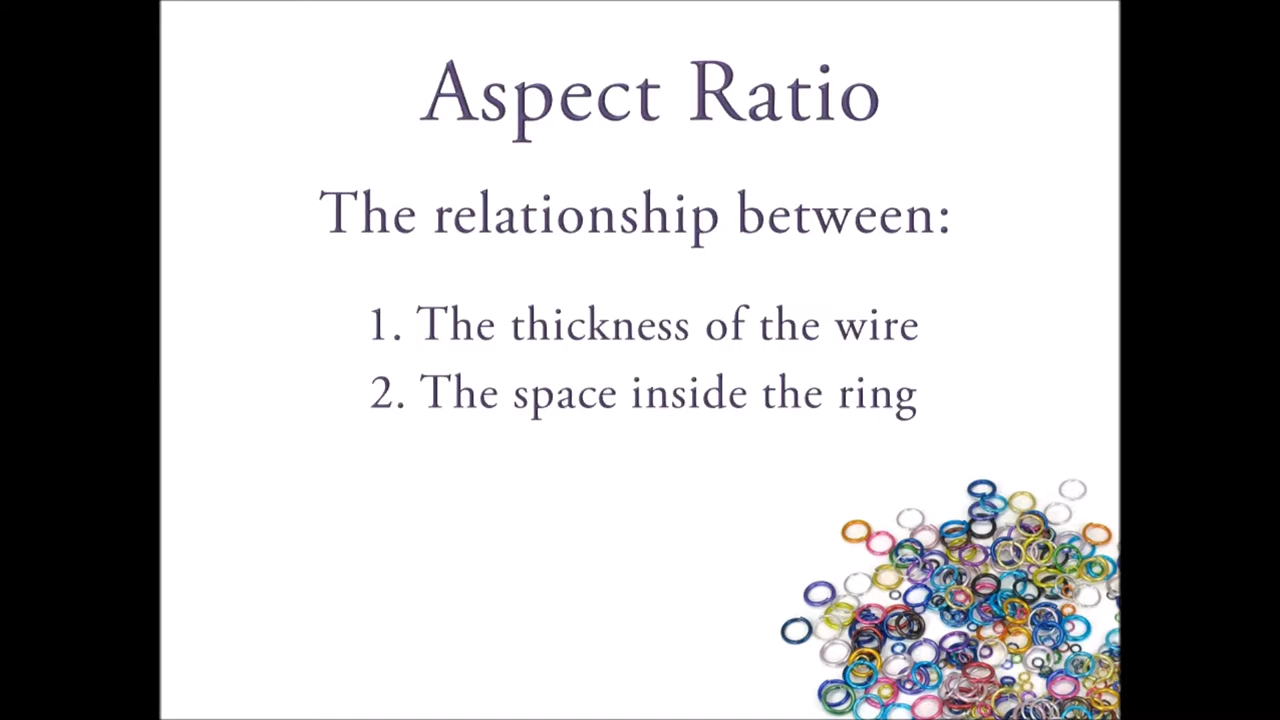 Aspect Ratio
The relationship between:
1. The thickness of the wire
2. The space inside the ring